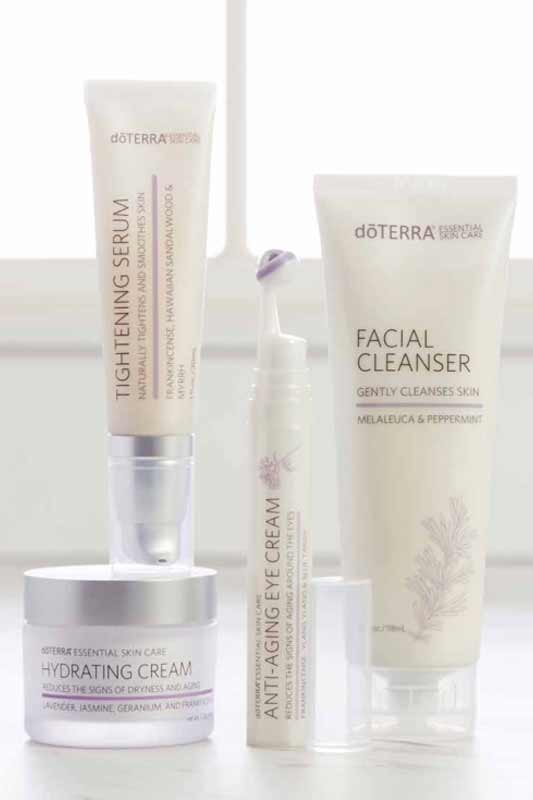 dōTERRA ESSENTIAL SKIN CARE
TIGHTENING SERUM
NATURALLY TIGHTENS AND SMOOTHES SKIN
FRANKINCENSE, HAWAIIAN SANDALWOOD &
MYRRH
dōTERRA ESSENTIAL SKIN CARE
HYDRATING CREAM
REDUCES THE SIGNS OF DRYNESS AND AGING
LAVENDER, JASMINE, GERANIUM, AND
dōTERRA ESSENTIAL SKIN CARE
ANTI-AGING EYE CREAM
REDUCES THE SIGNS OF AGING AROUND THE EYES
FRANKINCENSE, YLANG YLANG & BLUE TANSY
dōTERRA® ESSENTIAL
SKIN CARE
FACIAL
CLEANSER
GENTLY CLEANSES SKIN
MELALEUCA & PEPPERMINT